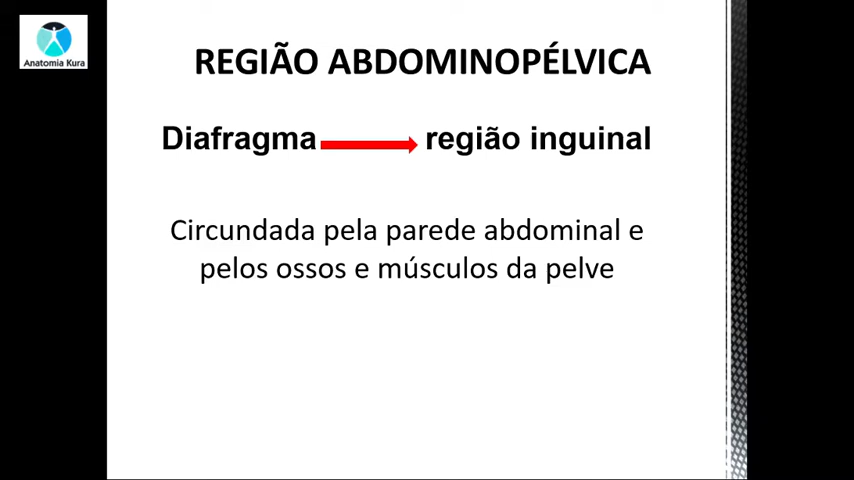 Anatomia Kura
REGIÃO ABDOMINOPÉLVICA
Diafragma região inguinal
Circundada pela parede abdominal e
pelos ossos e músculos da pelve